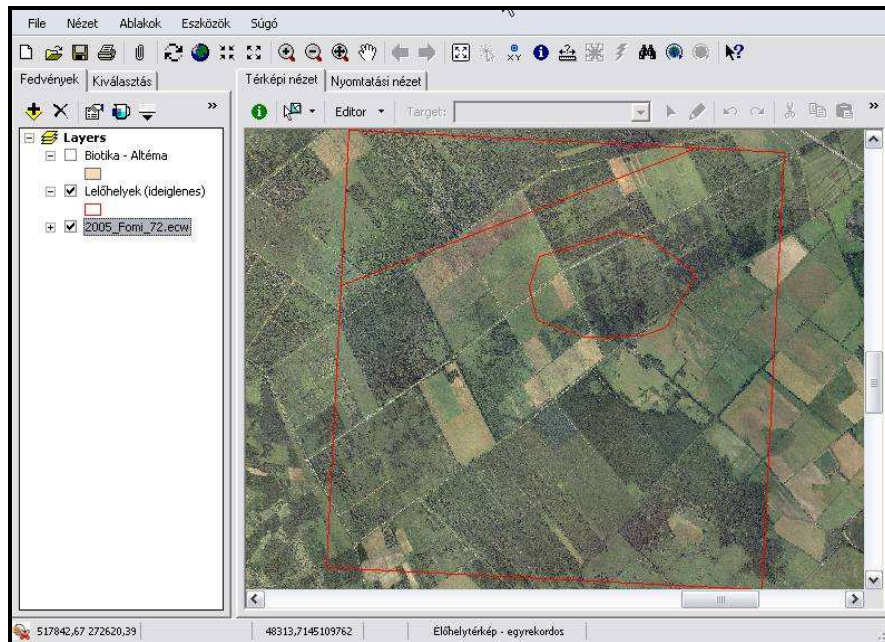 File Nézet Ablakok Eszközök Súgó
XY
Fedvények Kiválasztás Térképi nézet Nyomtatási nézet
Editor Target:
Layers
Biotika - Altéma
Lelőhelyek (ideiglenes)
2005_Fomi_72.ecw
517842,67 272620,39 48313,7145109762 Élőhelytérkép - egyrekordos